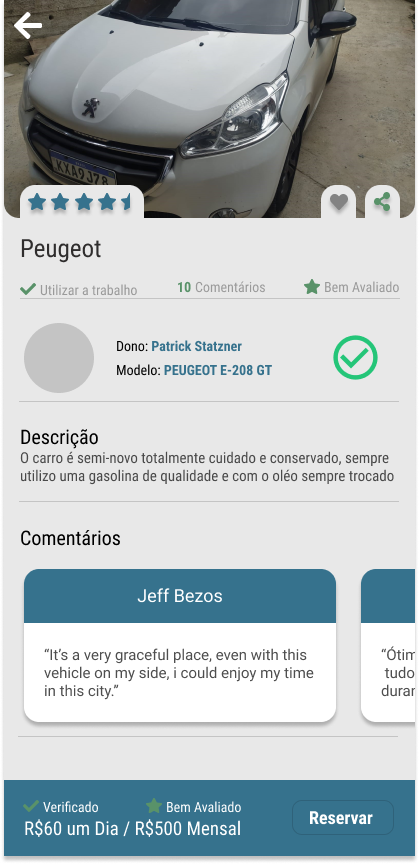 KXA9J78
Peugeot
Utilizar a trabalho
10 Comentários
Bem Avaliado
Dono: Patrick Statzner
Modelo: PEUGEOT E-208 GT
Descrição
O carro é semi-novo totalmente cuidado e conservado, sempre
utilizo uma gasolina de qualidade e com o oléo sempre trocado
Comentários
Jeff Bezos
“It’s a very graceful place, even with this
vehicle on my side, i could enjoy my time
in this city.”
“Ótim
tudo
durar
Verificado
Bem Avaliado
R$60 um Dia / R$500 Mensal
Reservar